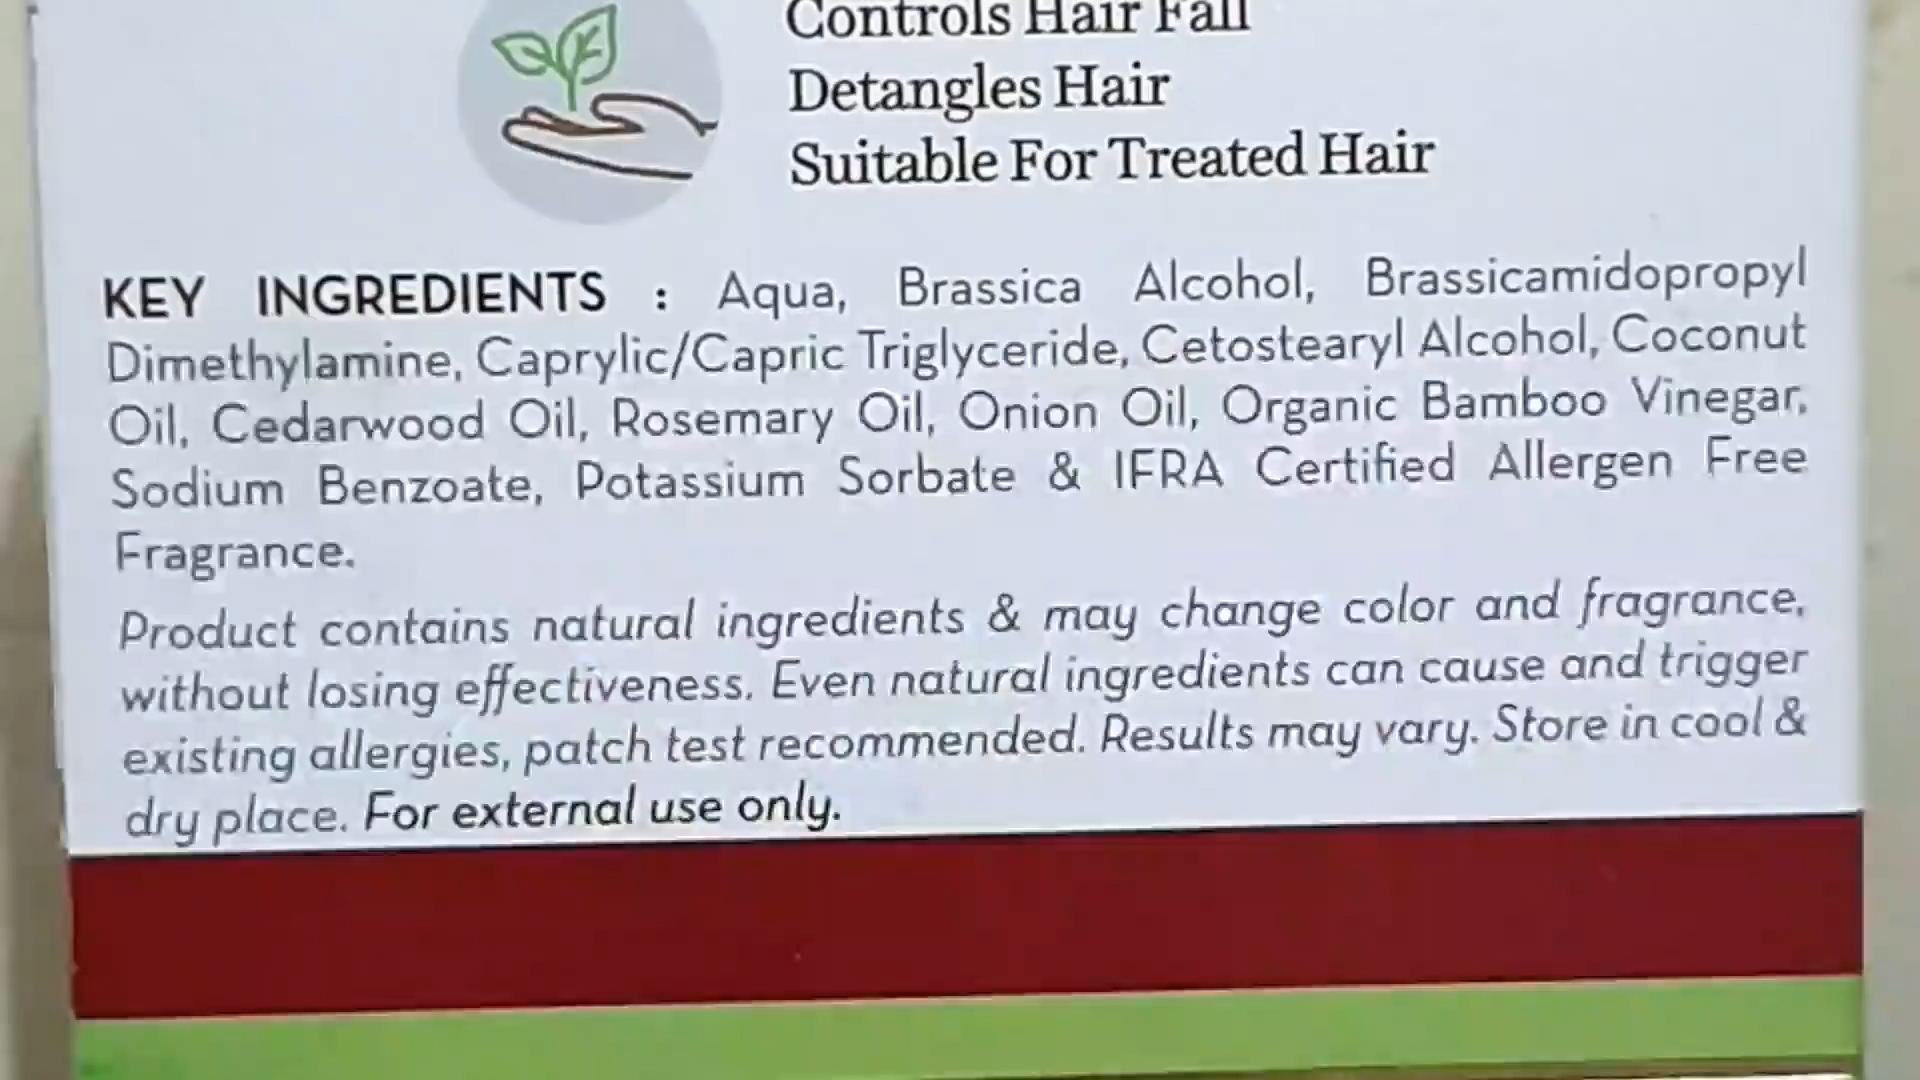 Controls Hair Fall
Detangles Hair
Suitable For Treated Hair
KEY INGREDIENTS : Aqua, Brassica Alcohol, Brassicamidopropyl
Dimethylamine, Caprylic/Capric Triglyceride, Cetostearyl Alcohol, Coconut
Oil, Cedarwood Oil, Rosemary Oil, Onion Oil, Organic Bamboo Vinegar,
Sodium Benzoate, Potassium Sorbate & IFRA Certified Allergen Free
Fragrance.
Product contains natural ingredients & may change color and fragrance,
without losing effectiveness. Even natural ingredients can cause and trigger
existing allergies, patch test recommended. Results may vary. Store in cool &
dry place. For external use only.